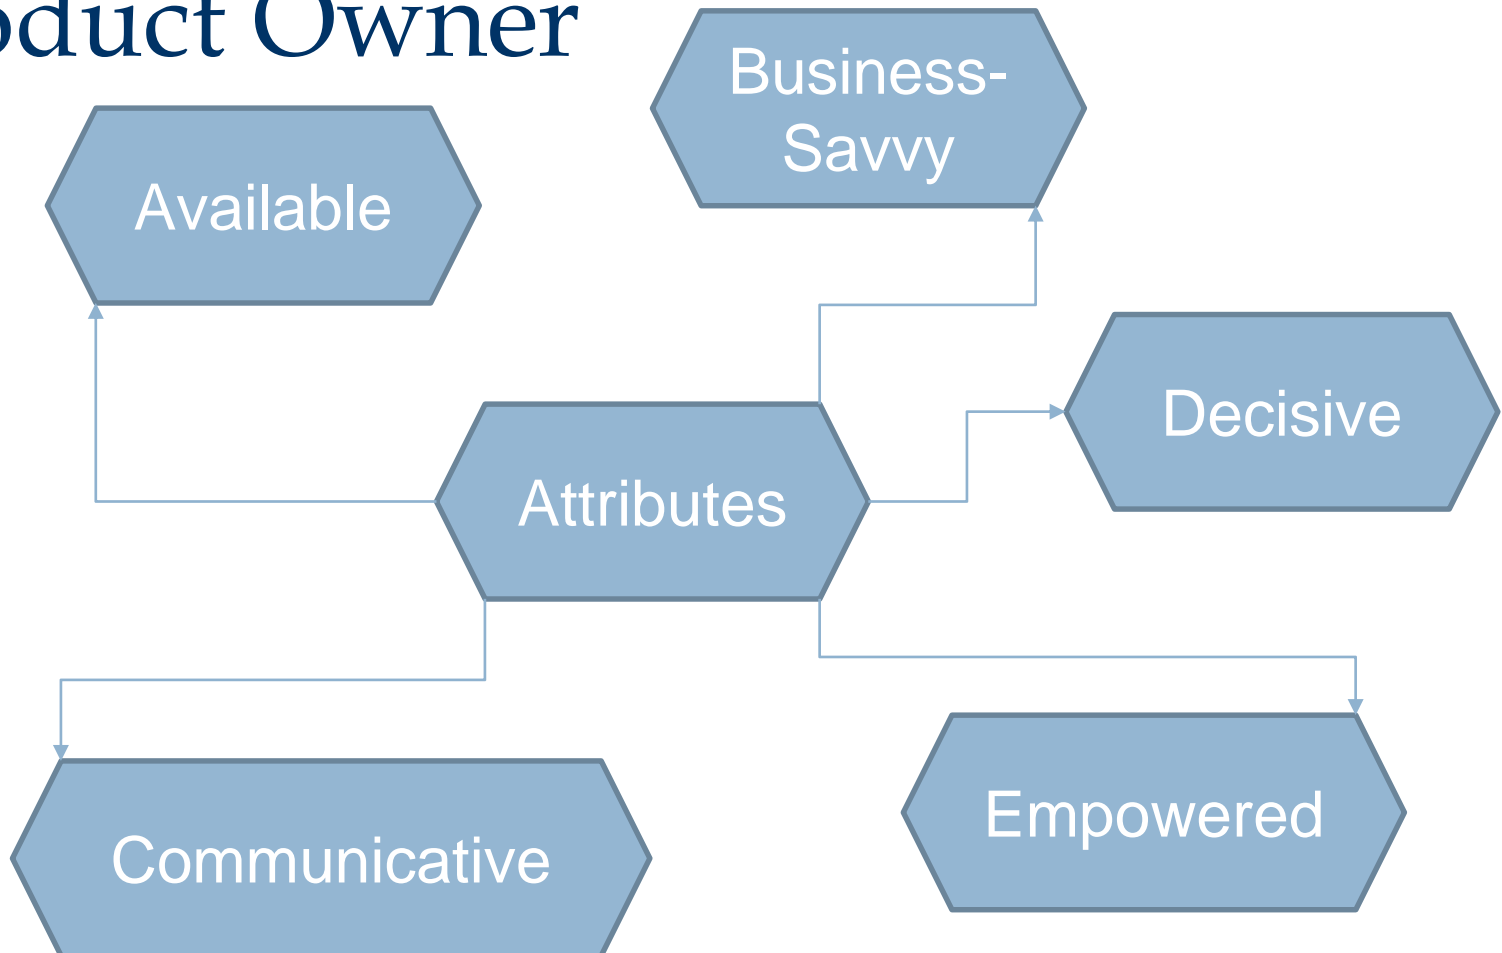 oduct Owner
Business-
Savvy
Available
Decisive
Attributes
Empowered
Communicative